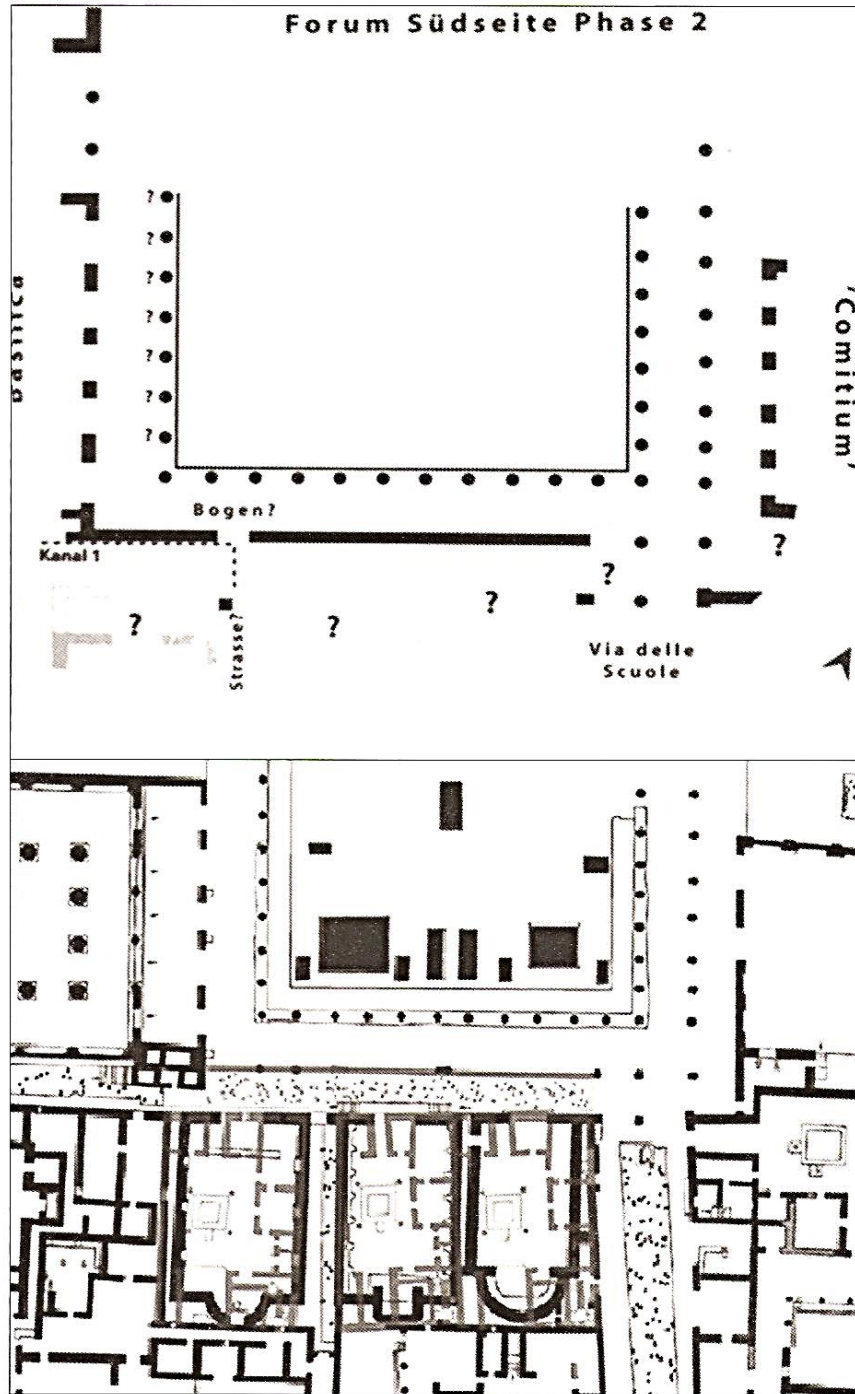 Forum Südseite Phase 2
?
?
?
?
?
?
?
Basilica
'Comitium'
Bogen?
Kanal 1
?
?
?
?
?
Strasse?
Via delle
Scuole